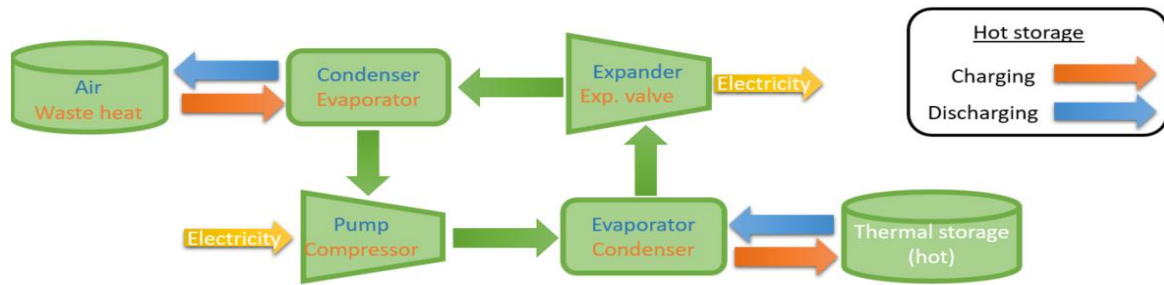 Air
Waste heat
Condenser
Evaporator
Expander
Exp. valve
Electricity
Hot storage
Charging
Discharging
Electricity
Pump
Compressor
Evaporator
Condenser
Thermal storage
(hot)